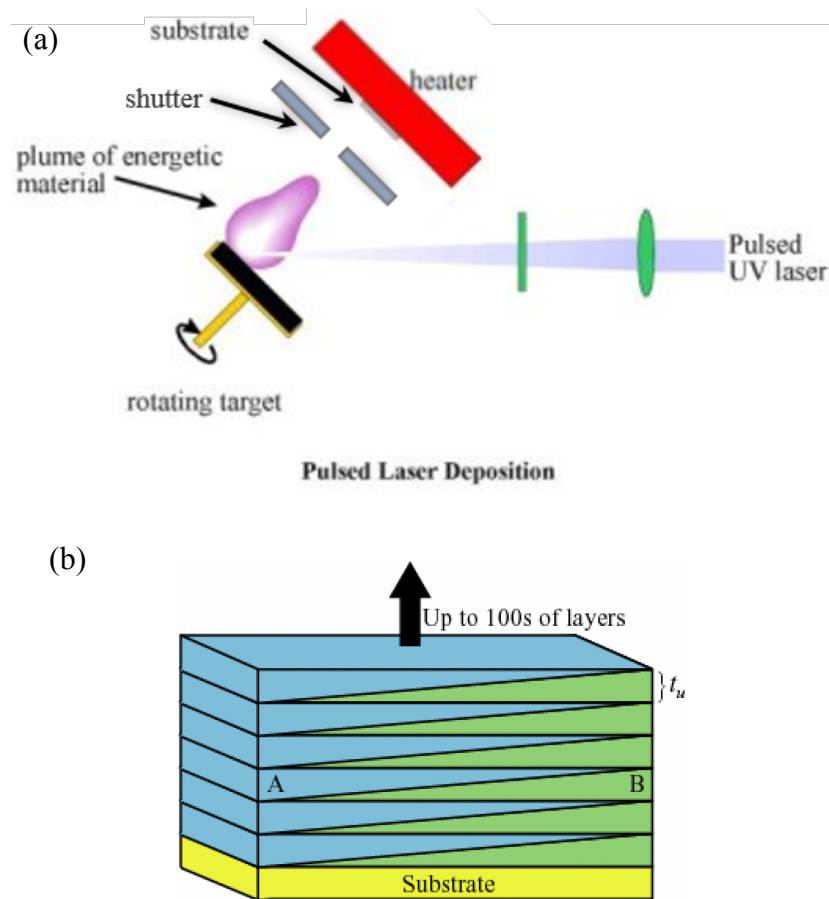 (a)
substrate
heater
shutter
plume of energetic
material
Pulsed
UV laser
rotating target
Pulsed Laser Deposition
(b)
Up to 100s of layers
} t_u
A
B
Substrate